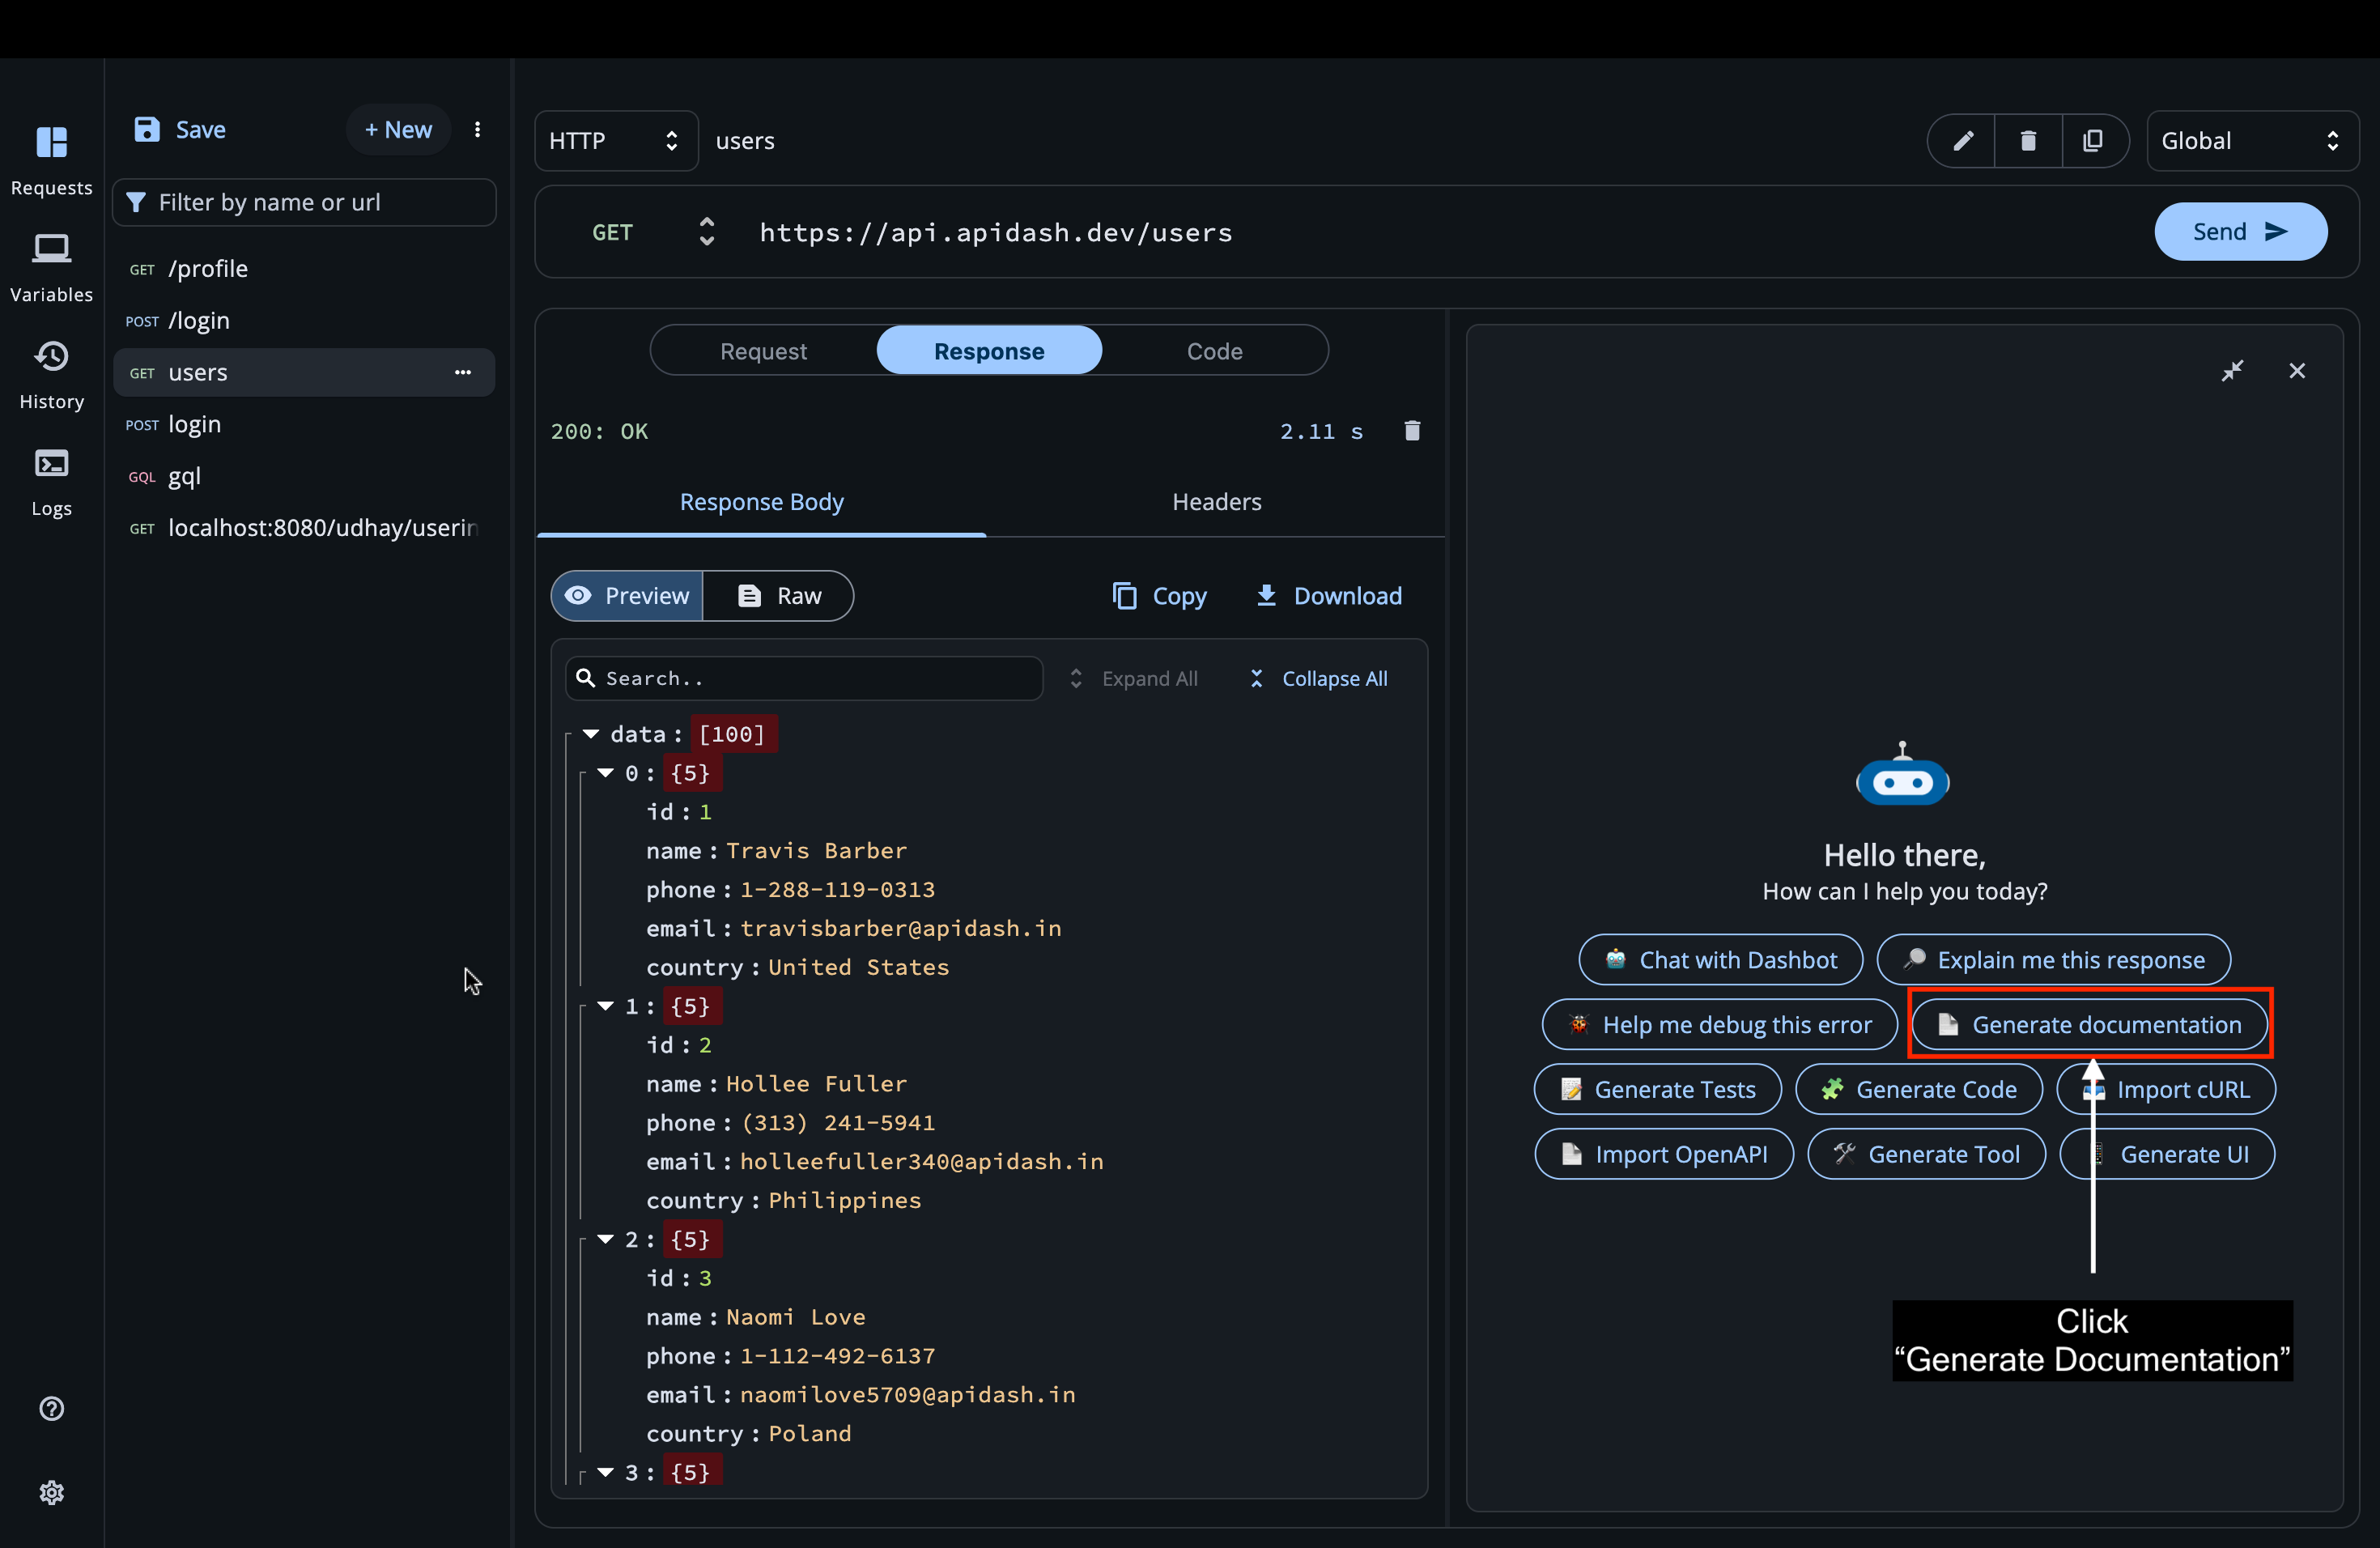 Requests
Variables
History
Logs
Save
+ New
Filter by name or url
GET /profile
POST /login
GET users
POST login
GQL gql
GET localhost:8080/udhay/userin
HTTP
users
Global
GET
https://api.apidash.dev/users
Send
Request
Response
Code
200: OK
2.11 s
Response Body
Headers
Preview
Raw
Copy
Download
Search..
Expand All
Collapse All
data: [100]
0: {5}
id: 1
name: Travis Barber
phone: 1-288-119-0313
email: travisbarber@apidash.in
country: United States
1: {5}
id: 2
name: Hollee Fuller
phone: (313) 241-5941
email: holleefuller340@apidash.in
country: Philippines
2: {5}
id: 3
name: Naomi Love
phone: 1-112-492-6137
email: naomilove5709@apidash.in
country: Poland
3: {5}
Hello there,
How can I help you today?
Chat with Dashbot
Explain me this response
Help me debug this error
Generate documentation
Generate Tests
Generate Code
Import cURL
Import OpenAPI
Generate Tool
Generate UI
Click
“Generate Documentation”